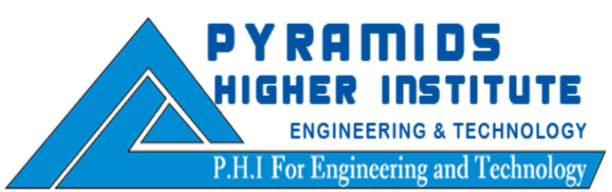 PYRAMIDS
HIGHER INSTITUTE
ENGINEERING & TECHNOLOGY
P.H.I For Engineering and Technology